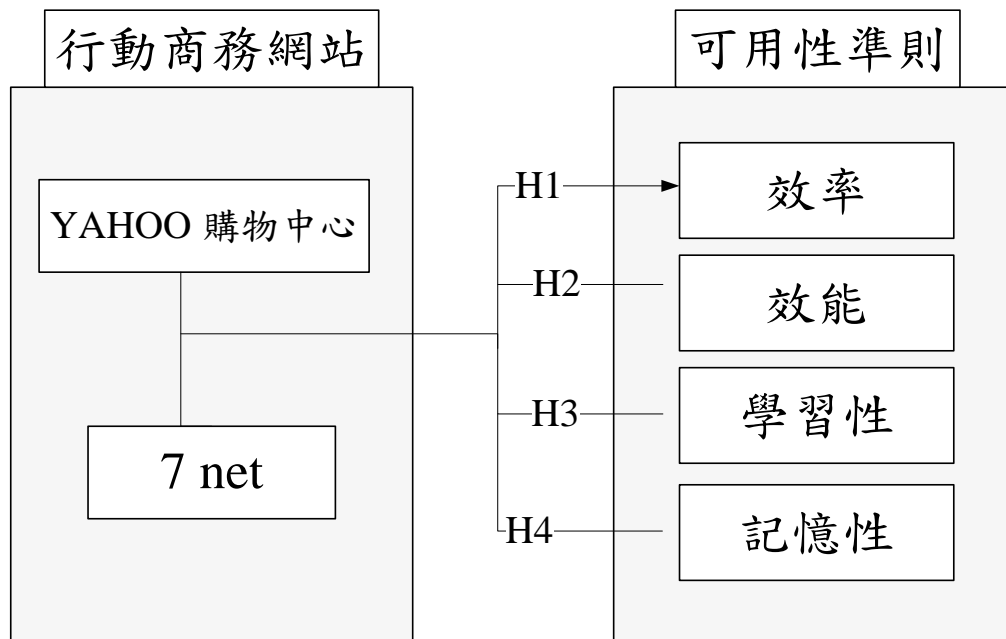 行動商務網站
可用性準則
YAHOO 購物中心
7 net
H1
H2
H3
H4
效率
效能
學習性
記憶性